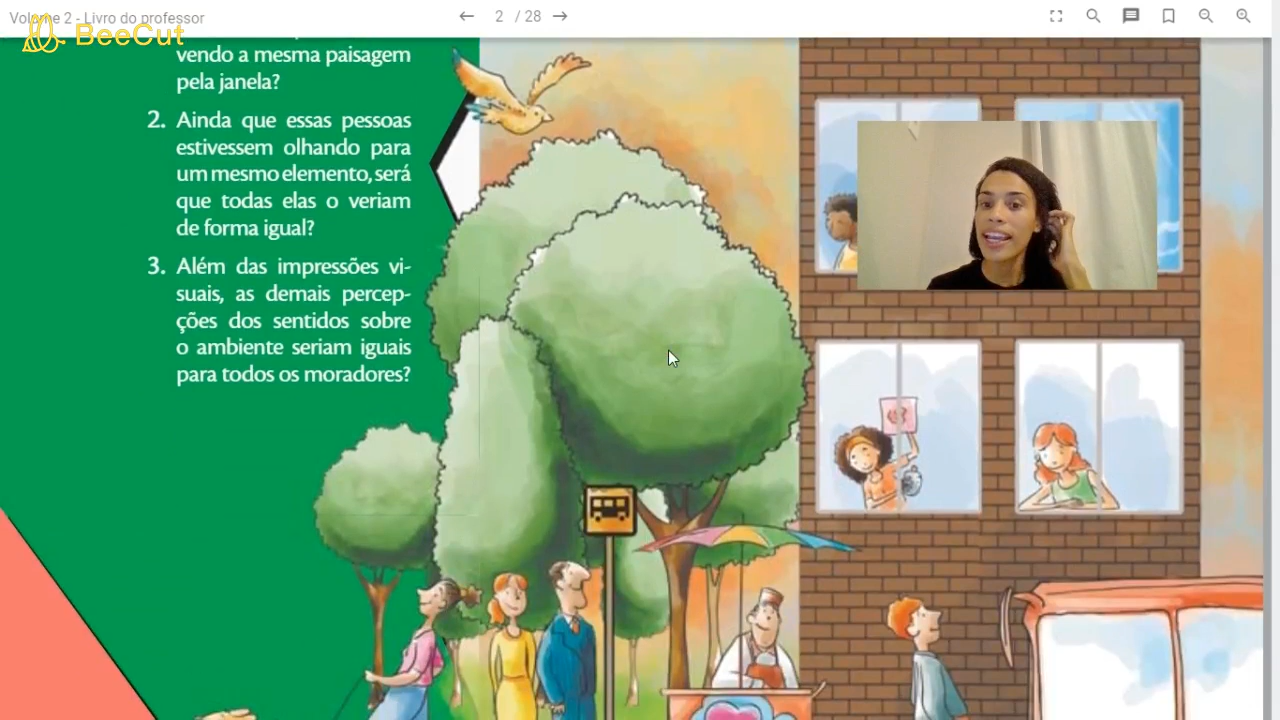 Volume 2 - Livro do professor
2 / 28
BeeCut
vendo a mesma paisagem
pela janela?
2. Ainda que essas pessoas
estivessem olhando para
um mesmo elemento, será
que todas elas o veriam
de forma igual?
3. Além das impressões vi-
suais, as demais percep-
ções dos sentidos sobre
o ambiente seriam iguais
para todos os moradores?